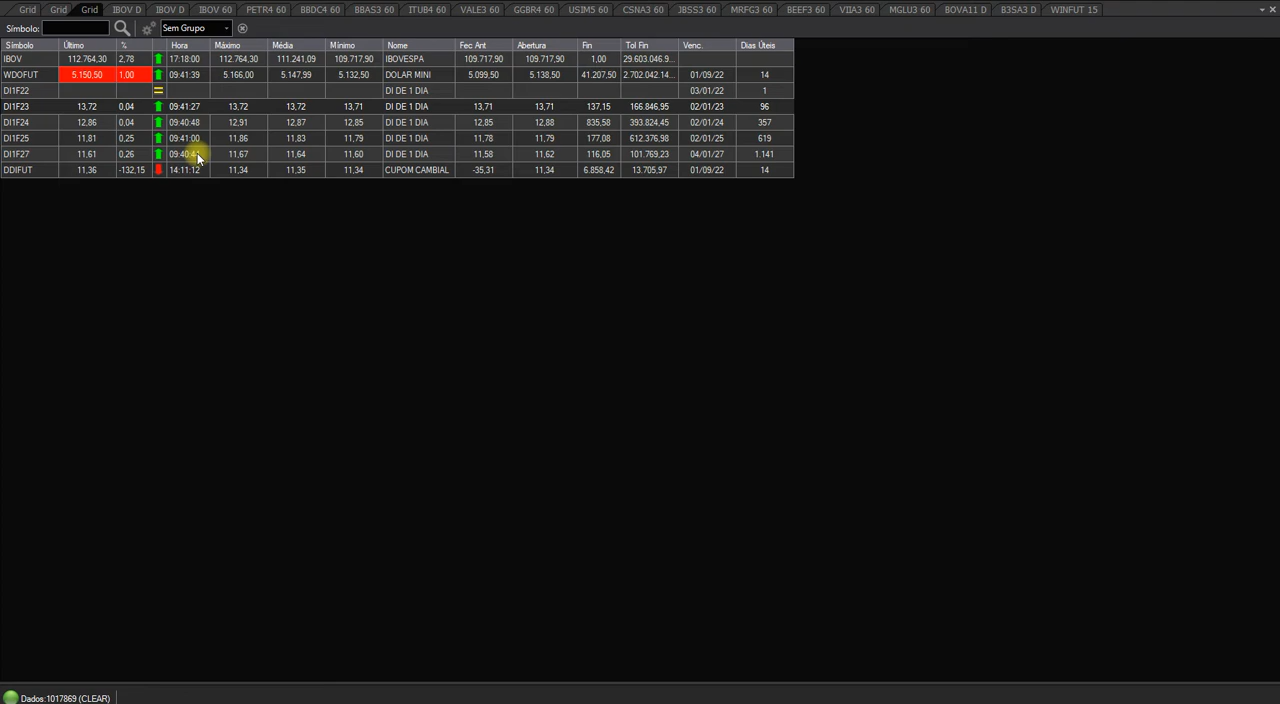 Grid Grid Grid IBOV D IBOV D IBOV 60 PETR4 60 BBDC4 60 BBAS3 60 ITUB4 60 VALE3 60 GGBR4 60 USIM5 60 CSNA3 60 JBSS3 60 MRFG3 60 BEEF3 60 VIIA3 60 MGLU3 60 BOVA11 D B3SA3 D WINFUT 15
Símbolo: Sem Grupo
Símbolo Último % Hora Máximo Média Mínimo Nome Fec Ant Abertura Fin Tol Fin Venc. Dias Úteis
IBOV 112.764,30 2,78 17:18:00 112.764,30 111.241,09 109.717,90 IBOVESPA 109.717,90 109.717,90 1,00 29.603.046.9...
WDOFUT 5.150,50 1,00 09:41:39 5.166,00 5.147,99 5.132,50 DOLAR MINI 5.099,50 5.138,50 41.207,50 2.702.042.14... 01/09/22 14
DI1F22 DI DE 1 DIA 03/01/22 1
DI1F23 13,72 0,04 09:41:27 13,72 13,72 13,71 DI DE 1 DIA 13,71 13,71 137,15 166.846,95 02/01/23 96
DI1F24 12,86 0,04 09:40:48 12,91 12,87 12,85 DI DE 1 DIA 12,85 12,88 835,58 393.824,45 02/01/24 357
DI1F25 11,81 0,25 09:41:00 11,86 11,83 11,79 DI DE 1 DIA 11,78 11,79 177,08 612.376,98 02/01/25 619
DI1F27 11,61 0,26 11,67 11,64 11,60 DI DE 1 DIA 11,58 11,62 116,05 101.769,23 04/01/27 1.141
DDIFUT 11,36 -132,15 14:11:12 11,34 11,35 11,34 CUPOM CAMBIAL -35,31 11,34 6.858,42 13.705,97 01/09/22 14
Dados:1017869 (CLEAR)